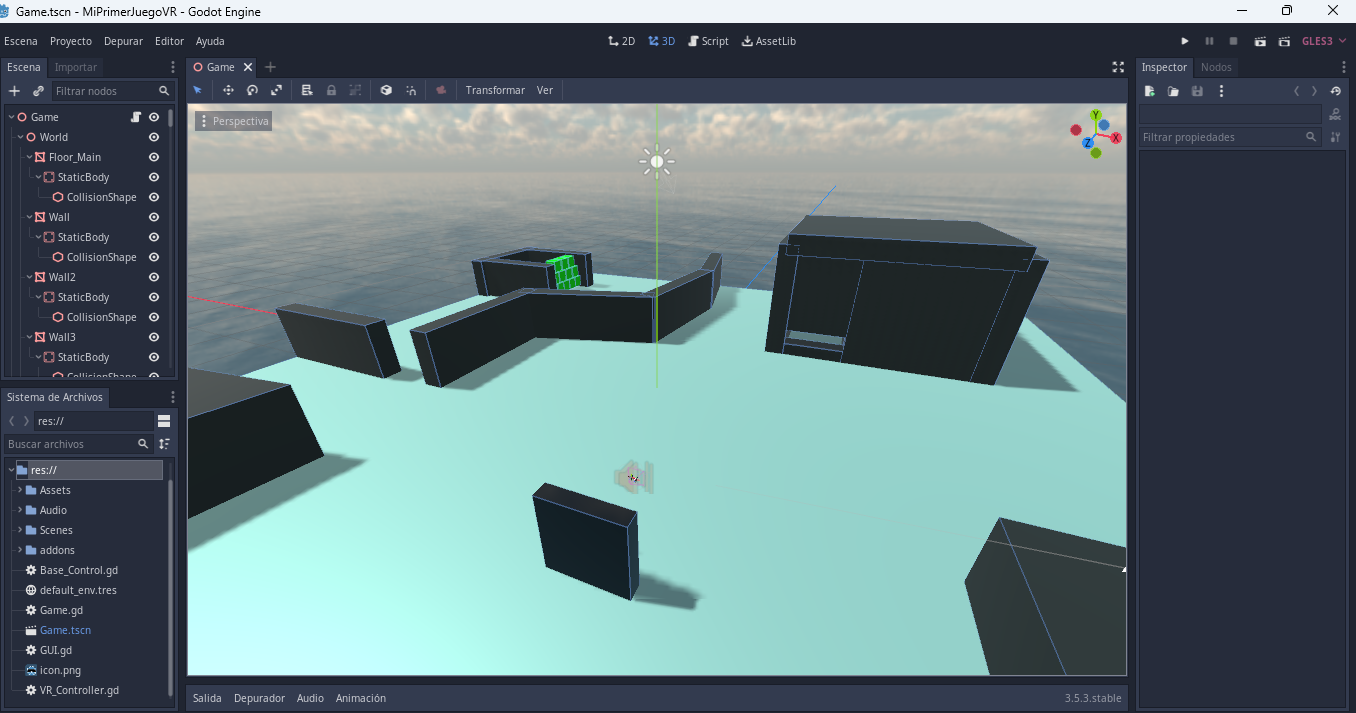 Game.tscn - MiPrimerJuegoVR - Godot Engine
Escena Proyecto Depurar Editor Ayuda
2D 3D Script AssetLib
GLES3
Escena Importar
Game
Inspector Nodos
Filtrar nodos
Transformar Ver
Game
World
Floor_Main
StaticBody
CollisionShape
Wall
StaticBody
CollisionShape
Wall2
StaticBody
CollisionShape
Wall3
StaticBody
CollisionShape
Perspectiva
Y
X
Z
Filtrar propiedades
Sistema de Archivos
res://
Buscar archivos
res://
Assets
Audio
Scenes
addons
Base_Control.gd
default_env.tres
Game.gd
Game.tscn
GUI.gd
icon.png
VR_Controller.gd
Salida Depurador Audio Animación
3.5.3.stable